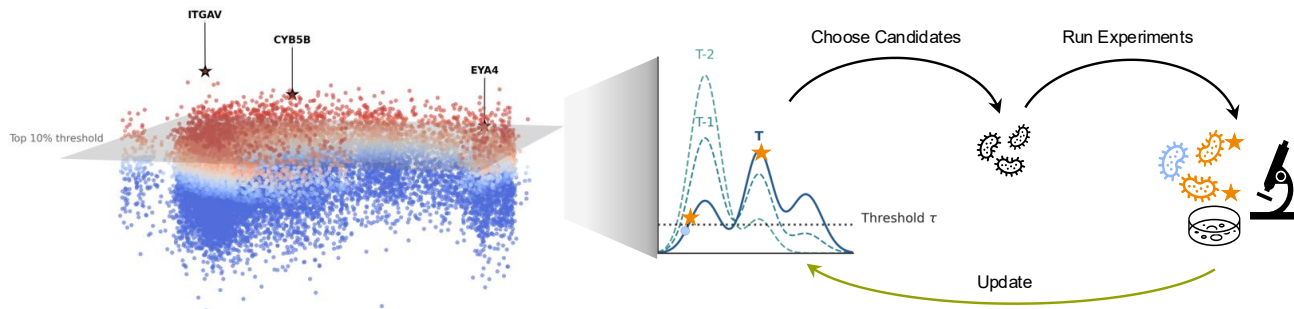 ITGAV
CYB5B
EYA4
Top 10% threshold
T-2
T-1
T
Threshold τ
Choose Candidates
Run Experiments
Update